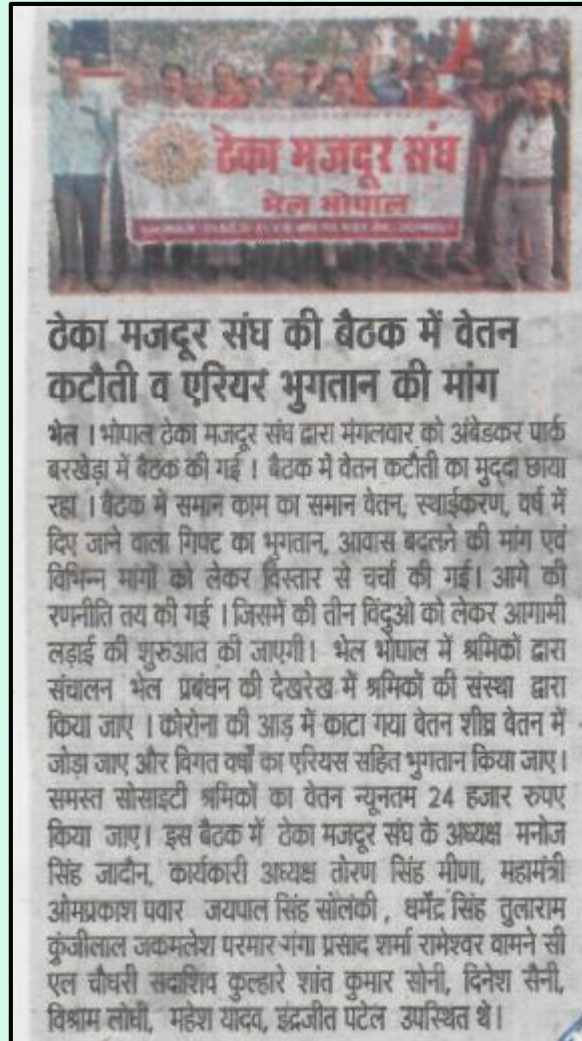 ठेका मजदूर संघ
भेल भोपाल
ठेका मजदूर संघ की बैठक में वेतन
कटौती व एरियर भुगतान की मांग
भेल । भोपाल ठेका मजदूर संघ द्वारा मंगलवार को अंबेडकर पार्क
बरखेड़ा में बैठक की गई । बैठक में वेतन कटौती का मुद्दा छाया
रहा । बैठक में समान काम का समान वेतन, स्थाईकरण, वर्ष में
दिए जाने वाला गिफ्ट का भुगतान, आवास बदलने की मांग एवं
विभिन्न मांगों को लेकर विस्तार से चर्चा की गई। आगे की
रणनीति तय की गई । जिसमें की तीन विंदुओ को लेकर आगामी
लड़ाई की शुरुआत की जाएगी। भेल भोपाल में श्रमिकों द्वारा
संचालन भेल प्रबंधन की देखरेख में श्रमिकों की संस्था द्वारा
किया जाए । कोरोना की आड़ में काटा गया वेतन शीघ्र वेतन में
जोड़ा जाए और विगत वर्षों का एरियस सहित भुगतान किया जाए।
समस्त सोसाइटी श्रमिकों का वेतन न्यूनतम 24 हजार रुपए
किया जाए। इस बैठक में ठेका मजदूर संघ के अध्यक्ष मनोज
सिंह जादौन, कार्यकारी अध्यक्ष तोरण सिंह मीणा, महामंत्री
ओमप्रकाश पवार जयपाल सिंह सोलंकी , धर्मेंद्र सिंह तुलाराम
कुंजीलाल जकमलेश परमार गंगा प्रसाद शर्मा रामेश्वर वामने सी
एल चौधरी सदाशिव कुल्हारे शांत कुमार सोनी, दिनेश सैनी,
विश्राम लोधी, महेश यादव, इंद्रजीत पटेल उपस्थित थे।